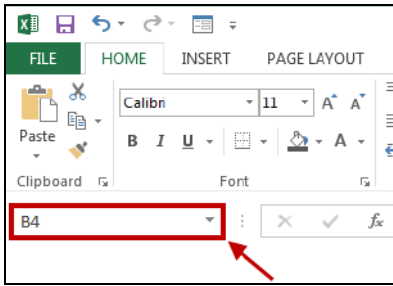 FILE HOME INSERT PAGE LAYOUT
Calibri 11 A A
Paste B I U A
Clipboard Font
B4 fx